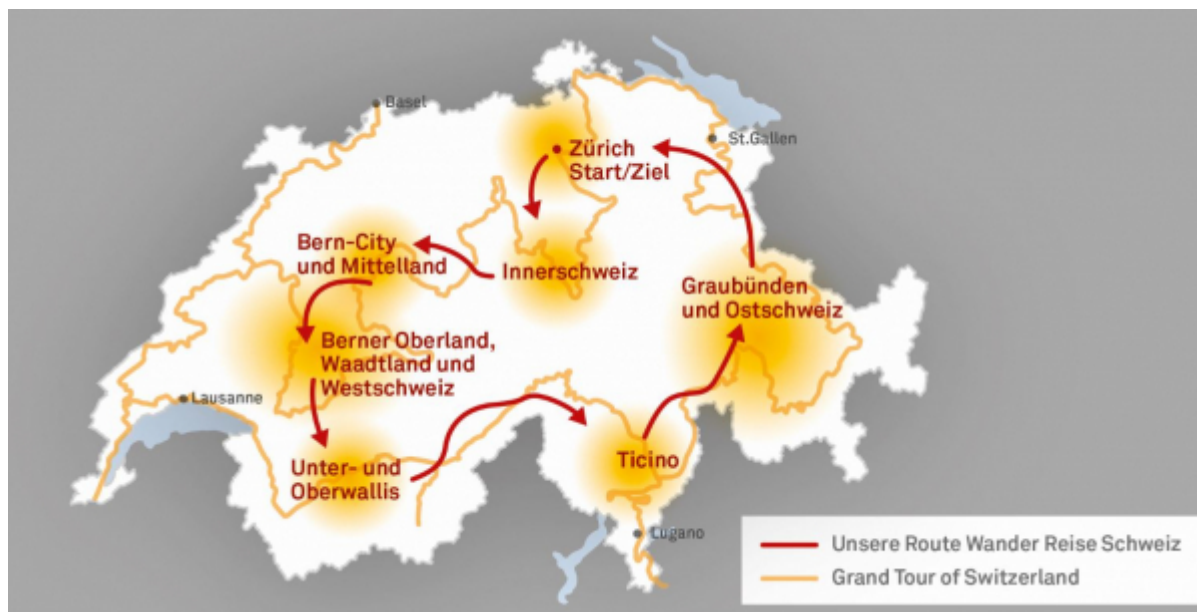 Basel
St.Gallen
Zürich
Start/Ziel
Bern-City
und Mittelland
Innerschweiz
Graubünden
und Ostschweiz
Berner Oberland,
Waadtland und
Westschweiz
Lausanne
Unter- und
Oberwallis
Ticino
Lugano
Unsere Route Wander Reise Schweiz
Grand Tour of Switzerland